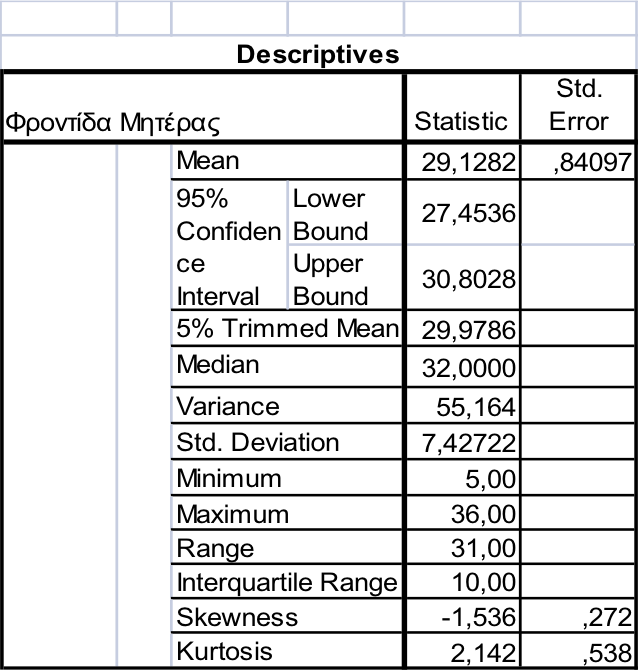 Descriptives
Φροντίδα Μητέρας Statistic Std. Error
Mean 29,1282 ,84097
95% Confidence Interval Lower Bound 27,4536
Upper Bound 30,8028
5% Trimmed Mean 29,9786
Median 32,0000
Variance 55,164
Std. Deviation 7,42722
Minimum 5,00
Maximum 36,00
Range 31,00
Interquartile Range 10,00
Skewness -1,536 ,272
Kurtosis 2,142 ,538